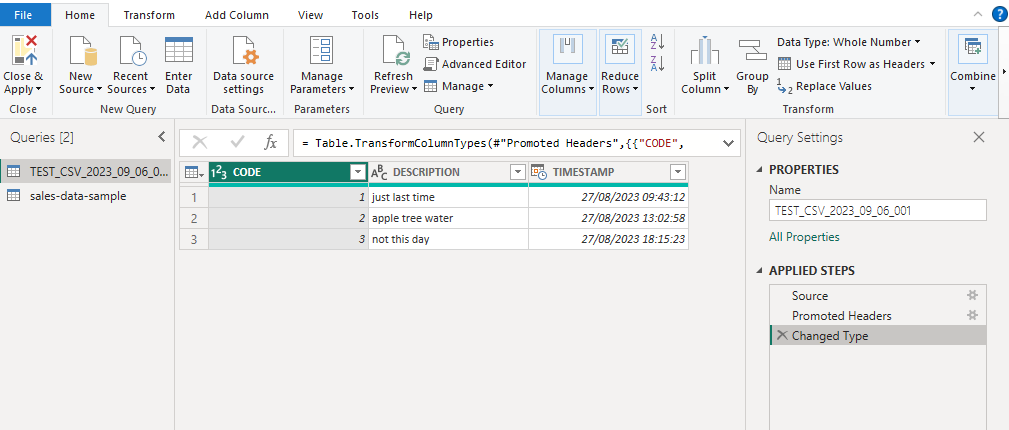 File Home Transform Add Column View Tools Help
Close & Apply
New Source
Recent Sources
Enter Data
Data source settings
Manage Parameters
Refresh Preview
Properties
Advanced Editor
Manage
Manage Columns
Reduce Rows
A
Z
Z
A
Split Column
Group By
Data Type: Whole Number
Use First Row as Headers
1
2
Replace Values
Combine
Close
New Query
Data Sourc...
Parameters
Query
Sort
Transform
Queries [2]
TEST_CSV_2023_09_06_0...
sales-data-sample
fx
= Table.TransformColumnTypes(#"Promoted Headers",{{"CODE",
123 CODE ABC DESCRIPTION TIMESTAMP
1 1 just last time 27/08/2023 09:43:12
2 2 apple tree water 27/08/2023 13:02:58
3 3 not this day 27/08/2023 18:15:23
Query Settings
PROPERTIES
Name
TEST_CSV_2023_09_06_001
All Properties
APPLIED STEPS
Source
Promoted Headers
Changed Type